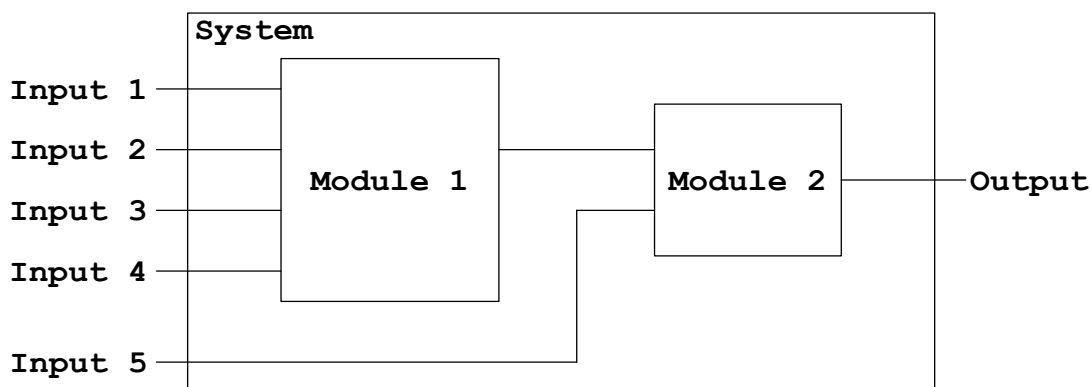 System
Input 1
Input 2
Module 1
Module 2
Output
Input 3
Input 4
Input 5